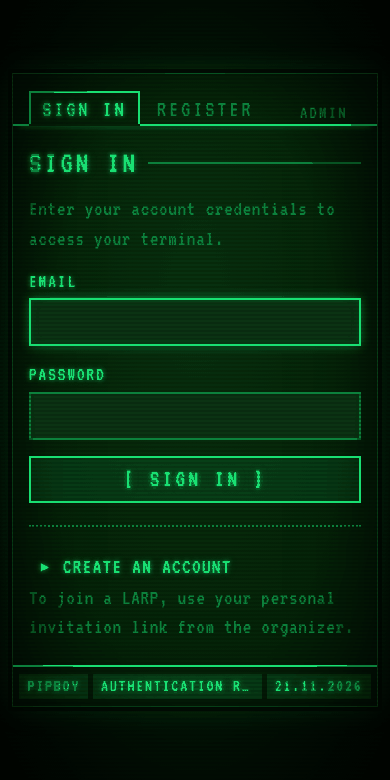 SIGN IN REGISTER ADMIN
SIGN IN
Enter your account credentials to
access your terminal.
EMAIL
PASSWORD
[ SIGN IN ]
▶ CREATE AN ACCOUNT
To join a LARP, use your personal
invitation link from the organizer.
PIPBOY AUTHENTICATION R… 21.11.2026